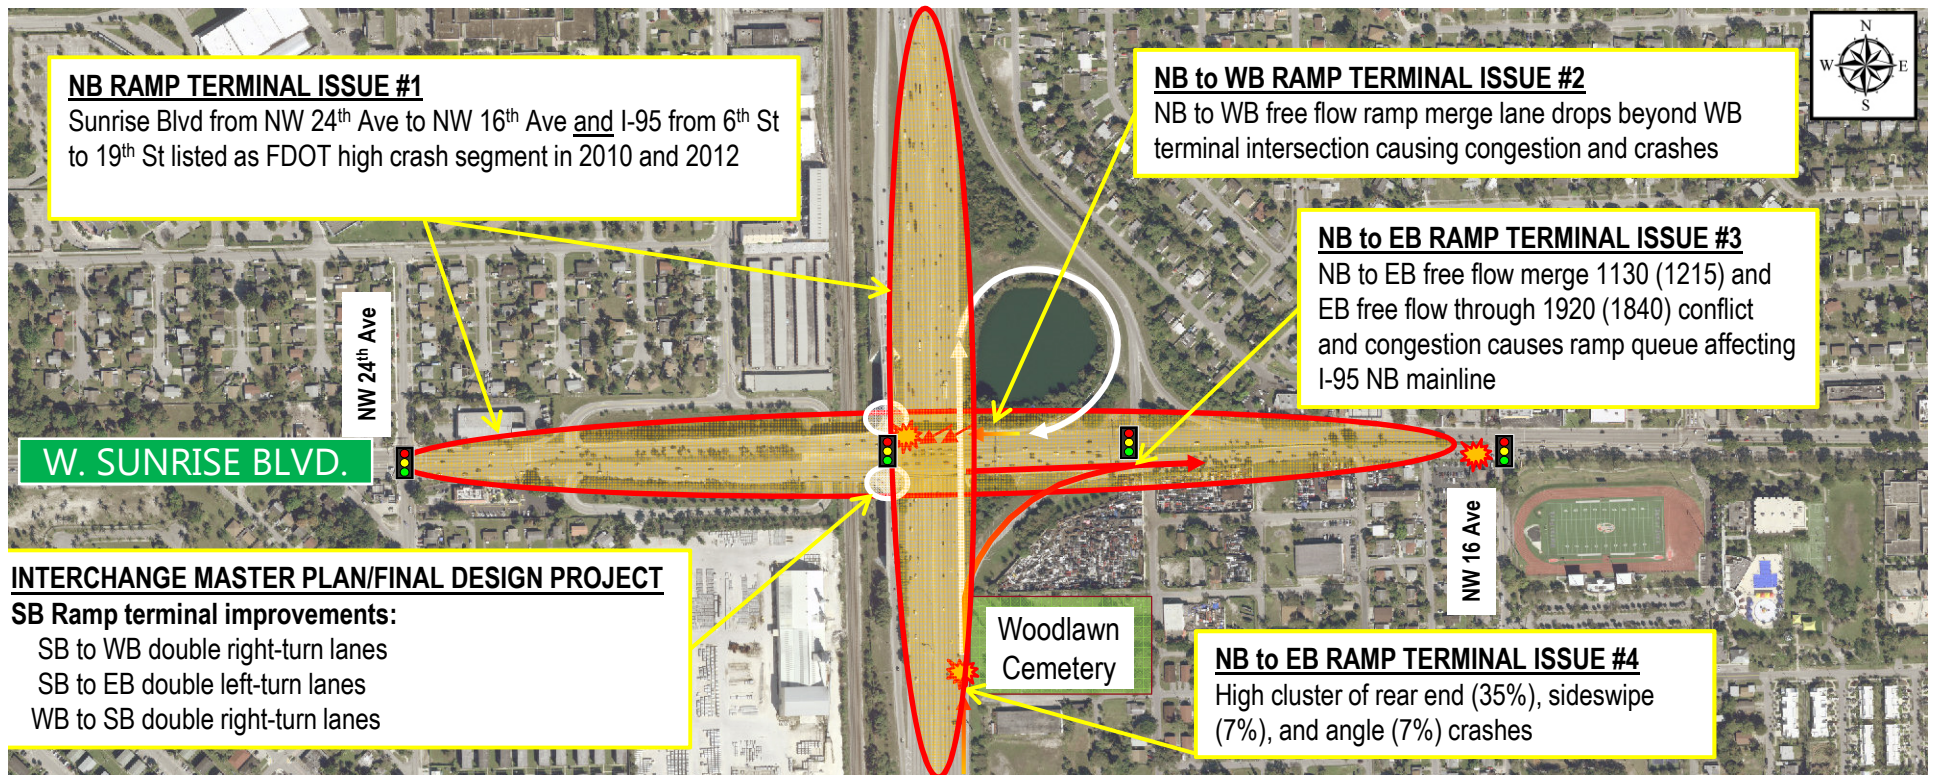 NB RAMP TERMINAL ISSUE #1
Sunrise Blvd from NW 24th Ave to NW 16th Ave and I-95 from 6th St
to 19th St listed as FDOT high crash segment in 2010 and 2012
NB to WB RAMP TERMINAL ISSUE #2
NB to WB free flow ramp merge lane drops beyond WB
terminal intersection causing congestion and crashes
N
W
E
S
NB to EB RAMP TERMINAL ISSUE #3
NB to EB free flow merge 1130 (1215) and
EB free flow through 1920 (1840) conflict
and congestion causes ramp queue affecting
I-95 NB mainline
NW 24th Ave
W. SUNRISE BLVD.
NW 16 Ave
INTERCHANGE MASTER PLAN/FINAL DESIGN PROJECT
SB Ramp terminal improvements:
SB to WB double right-turn lanes
SB to EB double left-turn lanes
WB to SB double right-turn lanes
Woodlawn
Cemetery
NB to EB RAMP TERMINAL ISSUE #4
High cluster of rear end (35%), sideswipe
(7%), and angle (7%) crashes